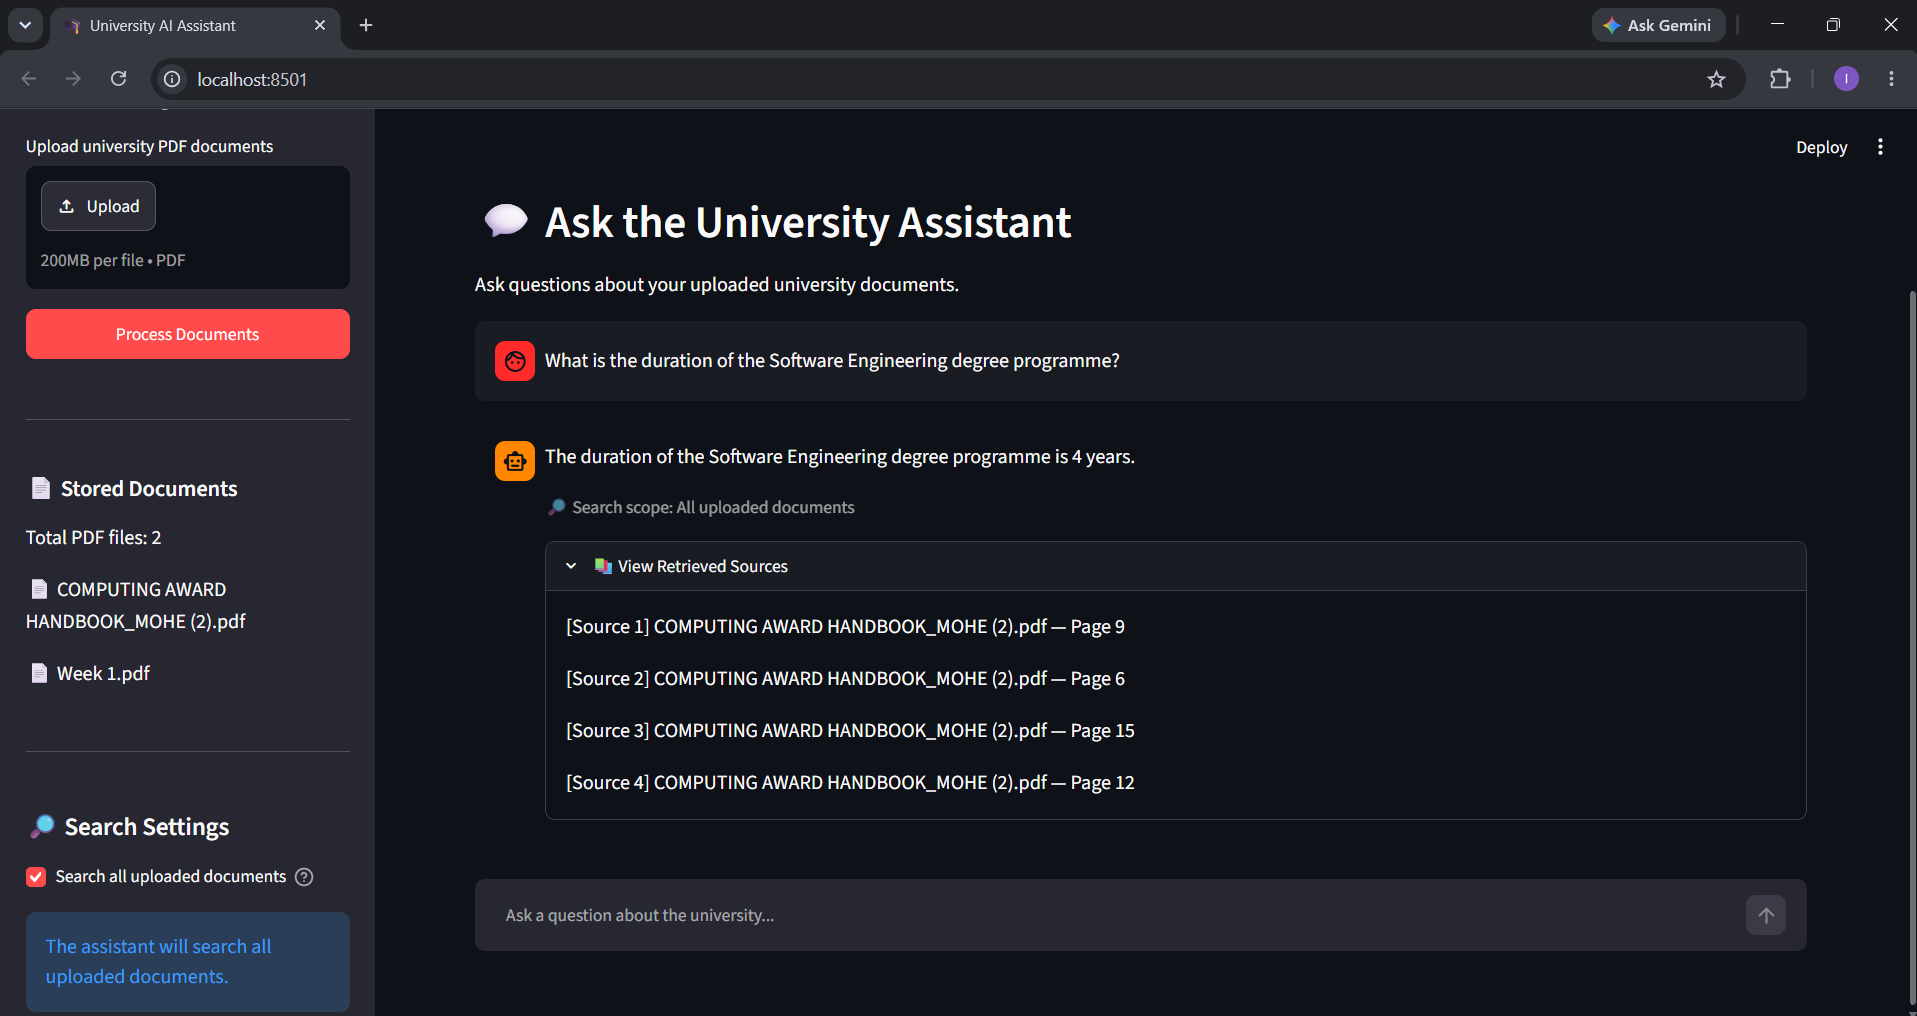 University AI Assistant
Ask Gemini
localhost:8501
I
Upload university PDF documents
Upload
200MB per file • PDF
Process Documents
Stored Documents
Total PDF files: 2
COMPUTING AWARD
HANDBOOK_MOHE (2).pdf
Week 1.pdf
Search Settings
Search all uploaded documents
The assistant will search all
uploaded documents.
Deploy
Ask the University Assistant
Ask questions about your uploaded university documents.
What is the duration of the Software Engineering degree programme?
The duration of the Software Engineering degree programme is 4 years.
Search scope: All uploaded documents
View Retrieved Sources
[Source 1] COMPUTING AWARD HANDBOOK_MOHE (2).pdf — Page 9
[Source 2] COMPUTING AWARD HANDBOOK_MOHE (2).pdf — Page 6
[Source 3] COMPUTING AWARD HANDBOOK_MOHE (2).pdf — Page 15
[Source 4] COMPUTING AWARD HANDBOOK_MOHE (2).pdf — Page 12
Ask a question about the university...